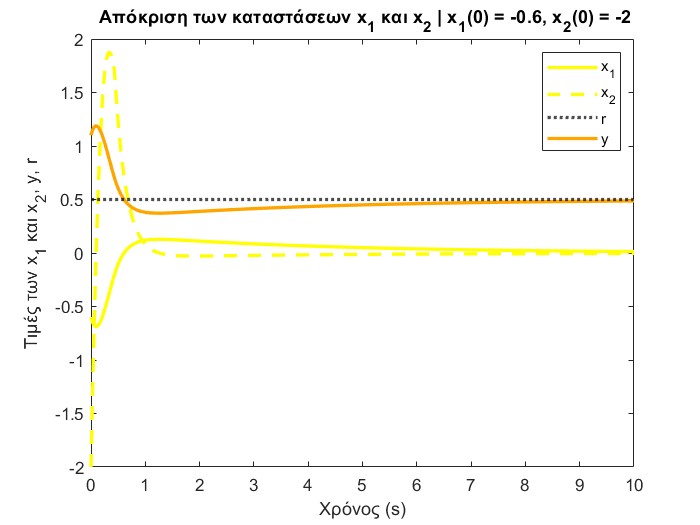 Απόκριση των καταστάσεων x₁ και x₂ | x₁(0) = -0.6, x₂(0) = -2
2
1.5
1
0.5
0
-0.5
-1
-1.5
-2
Τιμές των x₁ και x₂, y, r
x₁
x₂
r
y
0 1 2 3 4 5 6 7 8 9 10
Χρόνος (s)